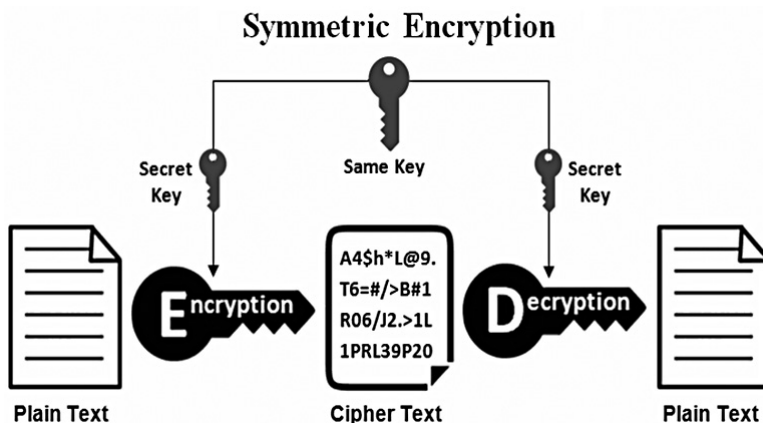 Symmetric Encryption
Secret
Key
Same Key
Secret
Key
A4$h*L@9.
T6=#/>B#1
R06/J2.>1L
1PRL39P20
Encryption
Decryption
Plain Text
Cipher Text
Plain Text